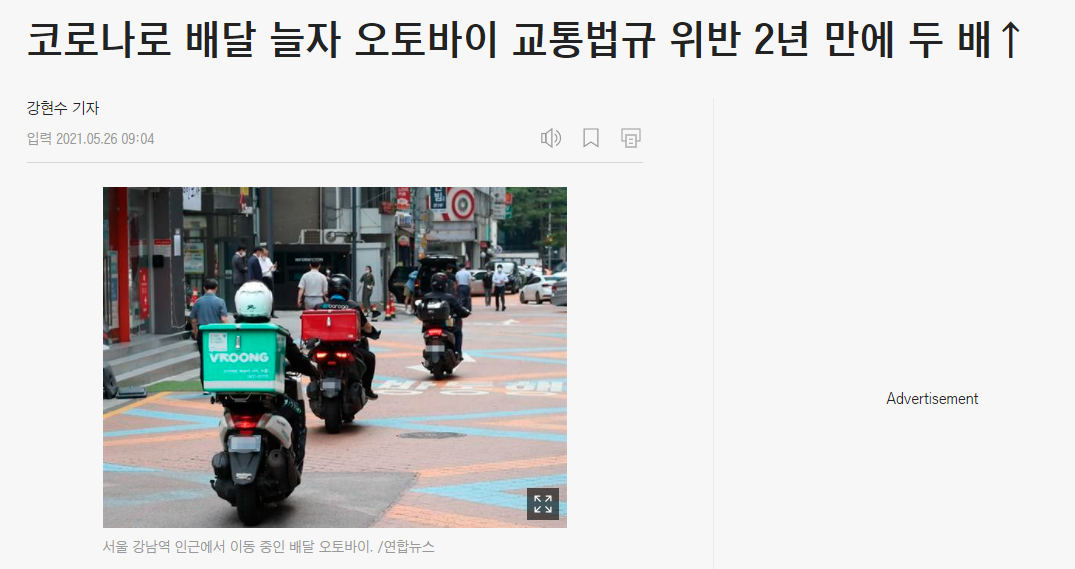 코로나로 배달 늘자 오토바이 교통법규 위반 2년 만에 두 배↑
강현수 기자
입력 2021.05.26 09:04
INFORMATION
VROONG
barogo
Advertisement
서울 강남역 인근에서 이동 중인 배달 오토바이. /연합뉴스